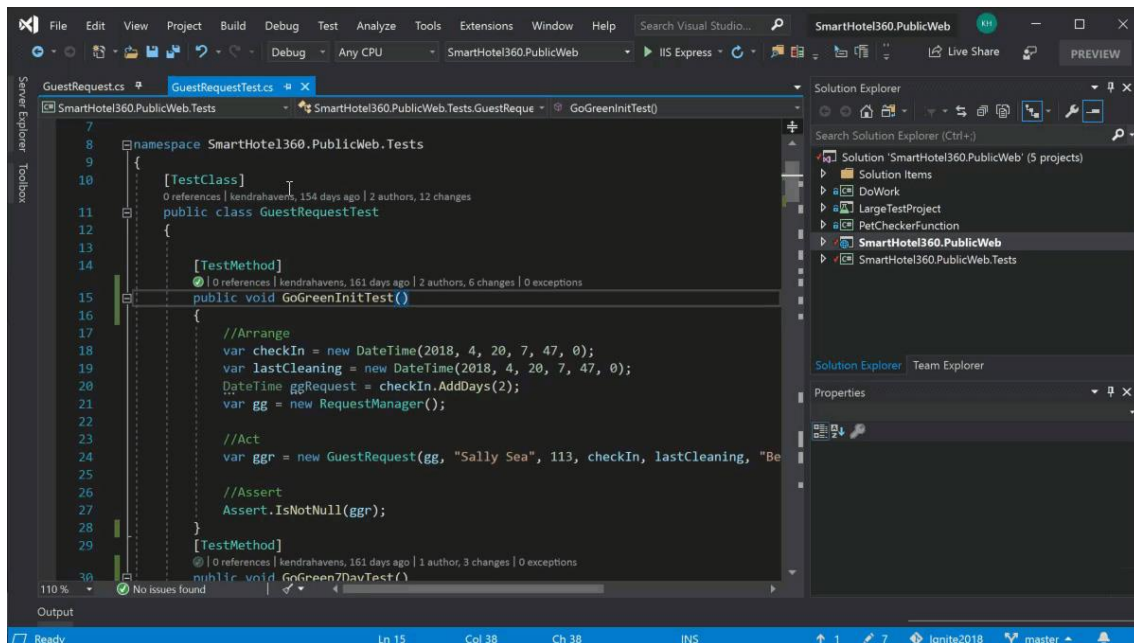 File Edit View Project Build Debug Test Analyze Tools Extensions Window Help Search Visual Studio... SmartHotel360.PublicWeb KH
Debug Any CPU SmartHotel360.PublicWeb IIS Express Live Share PREVIEW
Server Explorer
Toolbox
GuestRequest.cs GuestRequestTest.cs
SmartHotel360.PublicWeb.Tests SmartHotel360.PublicWeb.Tests.GuestReque GoGreenInitTest()
7
8 namespace SmartHotel360.PublicWeb.Tests
9 {
10 [TestClass]
0 references | kendrahavens, 154 days ago | 2 authors, 12 changes
11 public class GuestRequestTest
12 {
13
14 [TestMethod]
| 0 references | kendrahavens, 161 days ago | 2 authors, 6 changes | 0 exceptions
15 public void GoGreenInitTest()
16 {
17 //Arrange
18 var checkIn = new DateTime(2018, 4, 20, 7, 47, 0);
19 var lastCleaning = new DateTime(2018, 4, 20, 7, 47, 0);
20 DateTime ggRequest = checkIn.AddDays(2);
21 var gg = new RequestManager();
22
23 //Act
24 var ggr = new GuestRequest(gg, "Sally Sea", 113, checkIn, lastCleaning, "Be
25
26 //Assert
27 Assert.IsNotNull(ggr);
28 }
29 [TestMethod]
| 0 references | kendrahavens, 161 days ago | 1 author, 3 changes | 0 exceptions
30 public void GoGreen7DayTest()
110 % No issues found
Solution Explorer
Search Solution Explorer (Ctrl+;)
Solution 'SmartHotel360.PublicWeb' (5 projects)
Solution Items
DoWork
LargeTestProject
PetCheckerFunction
SmartHotel360.PublicWeb
SmartHotel360.PublicWeb.Tests
Solution Explorer Team Explorer
Properties
Output
Ready Ln 15 Col 38 Ch 38 INS 1 7 Ignite2018 master